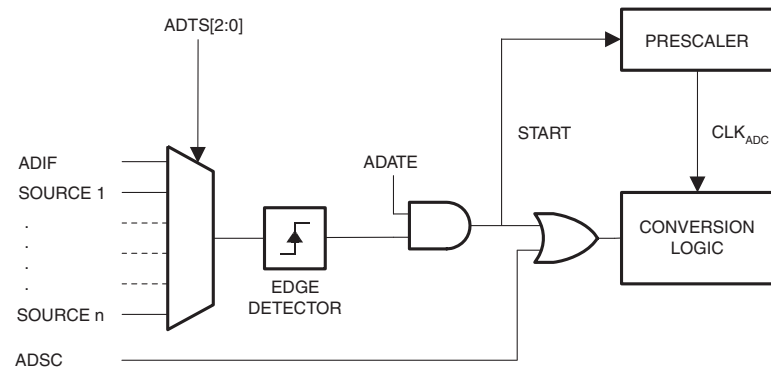 ADTS[2:0]
PRESCALER
START
CLKADC
ADIF
SOURCE 1
.
.
.
.
SOURCE n
ADSC
ADATE
EDGE
DETECTOR
CONVERSION
LOGIC